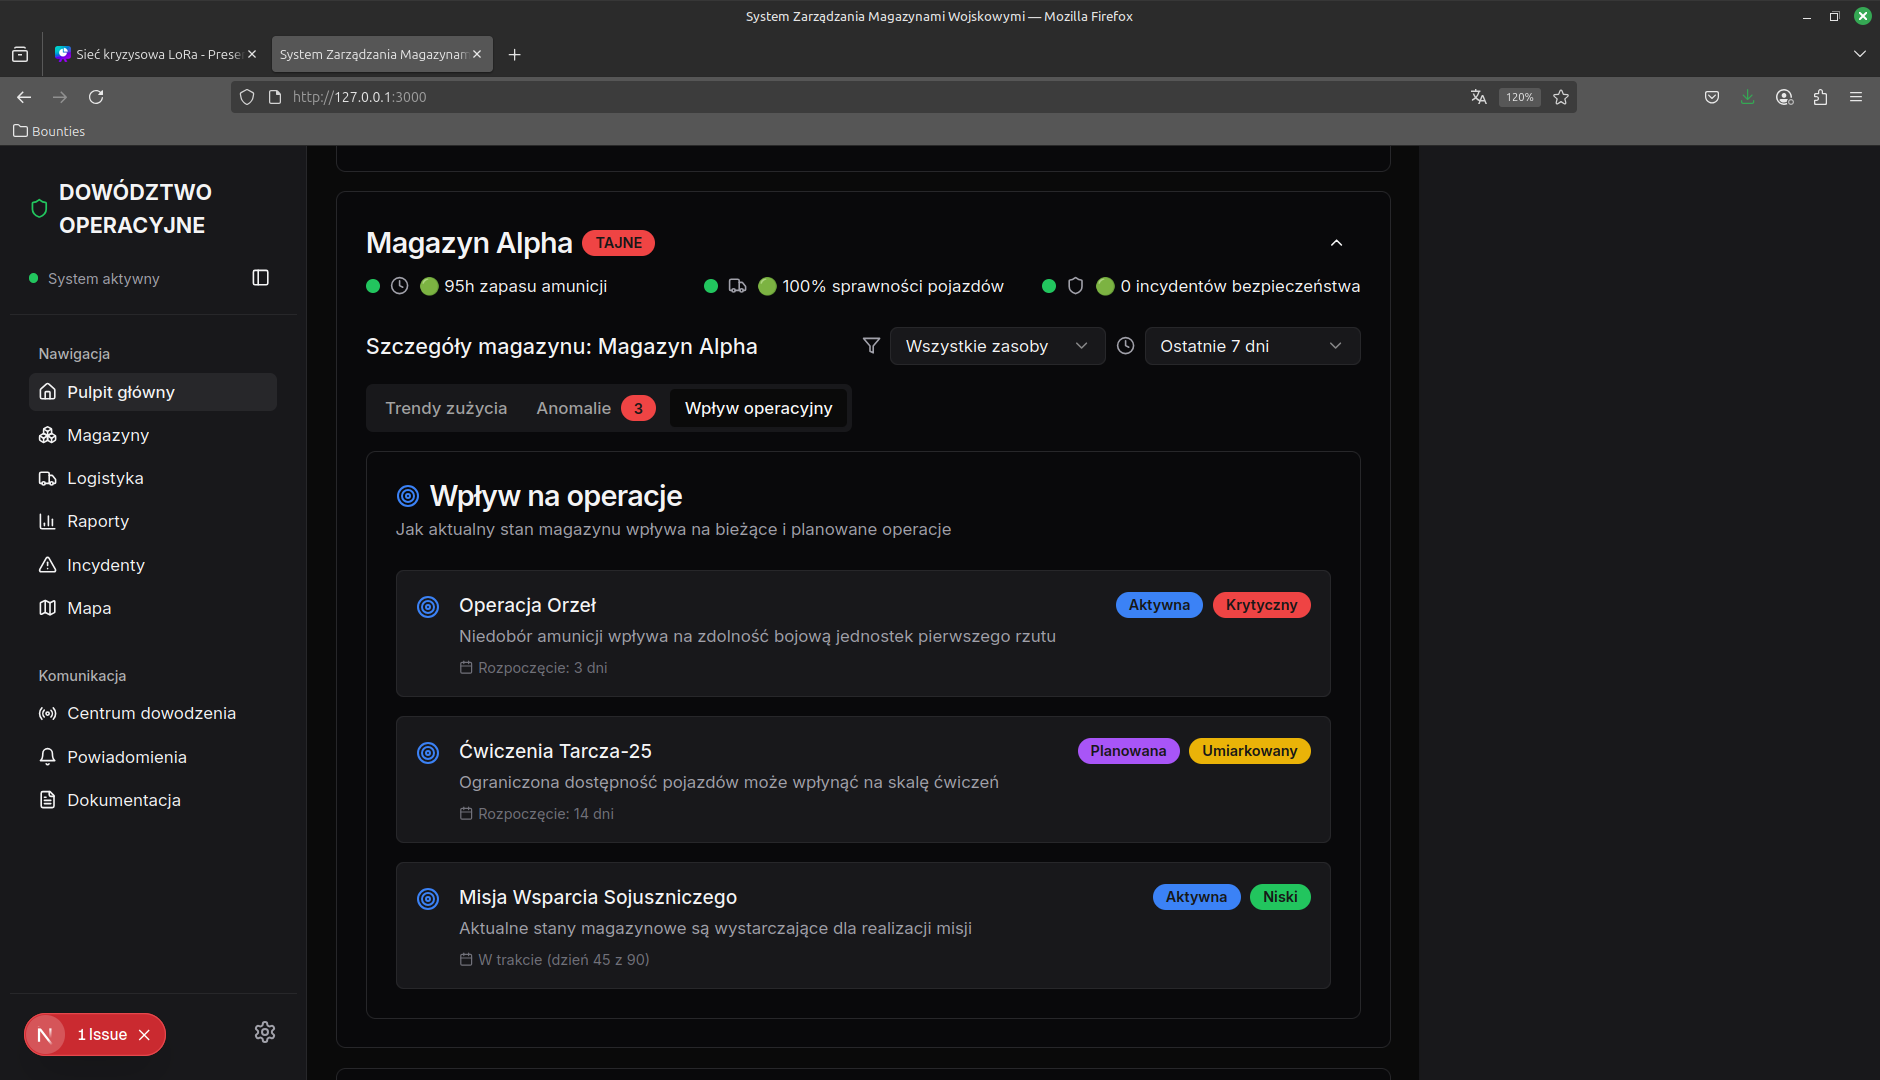 System Zarządzania Magazynami Wojskowymi — Mozilla Firefox
Sieć kryzysowa LoRa - Prese
System Zarządzania Magazynam
http://127.0.0.1:3000
120%
Bounties
DOWÓDZTWO
OPERACYJNE
System aktywny
Nawigacja
Pulpit główny
Magazyny
Logistyka
Raporty
Incydenty
Mapa
Komunikacja
Centrum dowodzenia
Powiadomienia
Dokumentacja
N 1 Issue
Magazyn Alpha TAJNE
95h zapasu amunicji
100% sprawności pojazdów
0 incydentów bezpieczeństwa
Szczegóły magazynu: Magazyn Alpha
Wszystkie zasoby
Ostatnie 7 dni
Trendy zużycia
Anomalie 3
Wpływ operacyjny
Wpływ na operacje
Jak aktualny stan magazynu wpływa na bieżące i planowane operacje
Operacja Orzeł
Aktywna
Krytyczny
Niedobór amunicji wpływa na zdolność bojową jednostek pierwszego rzutu
Rozpoczęcie: 3 dni
Ćwiczenia Tarcza-25
Planowana
Umiarkowany
Ograniczona dostępność pojazdów może wpłynąć na skalę ćwiczeń
Rozpoczęcie: 14 dni
Misja Wsparcia Sojuszniczego
Aktywna
Niski
Aktualne stany magazynowe są wystarczające dla realizacji misji
W trakcie (dzień 45 z 90)